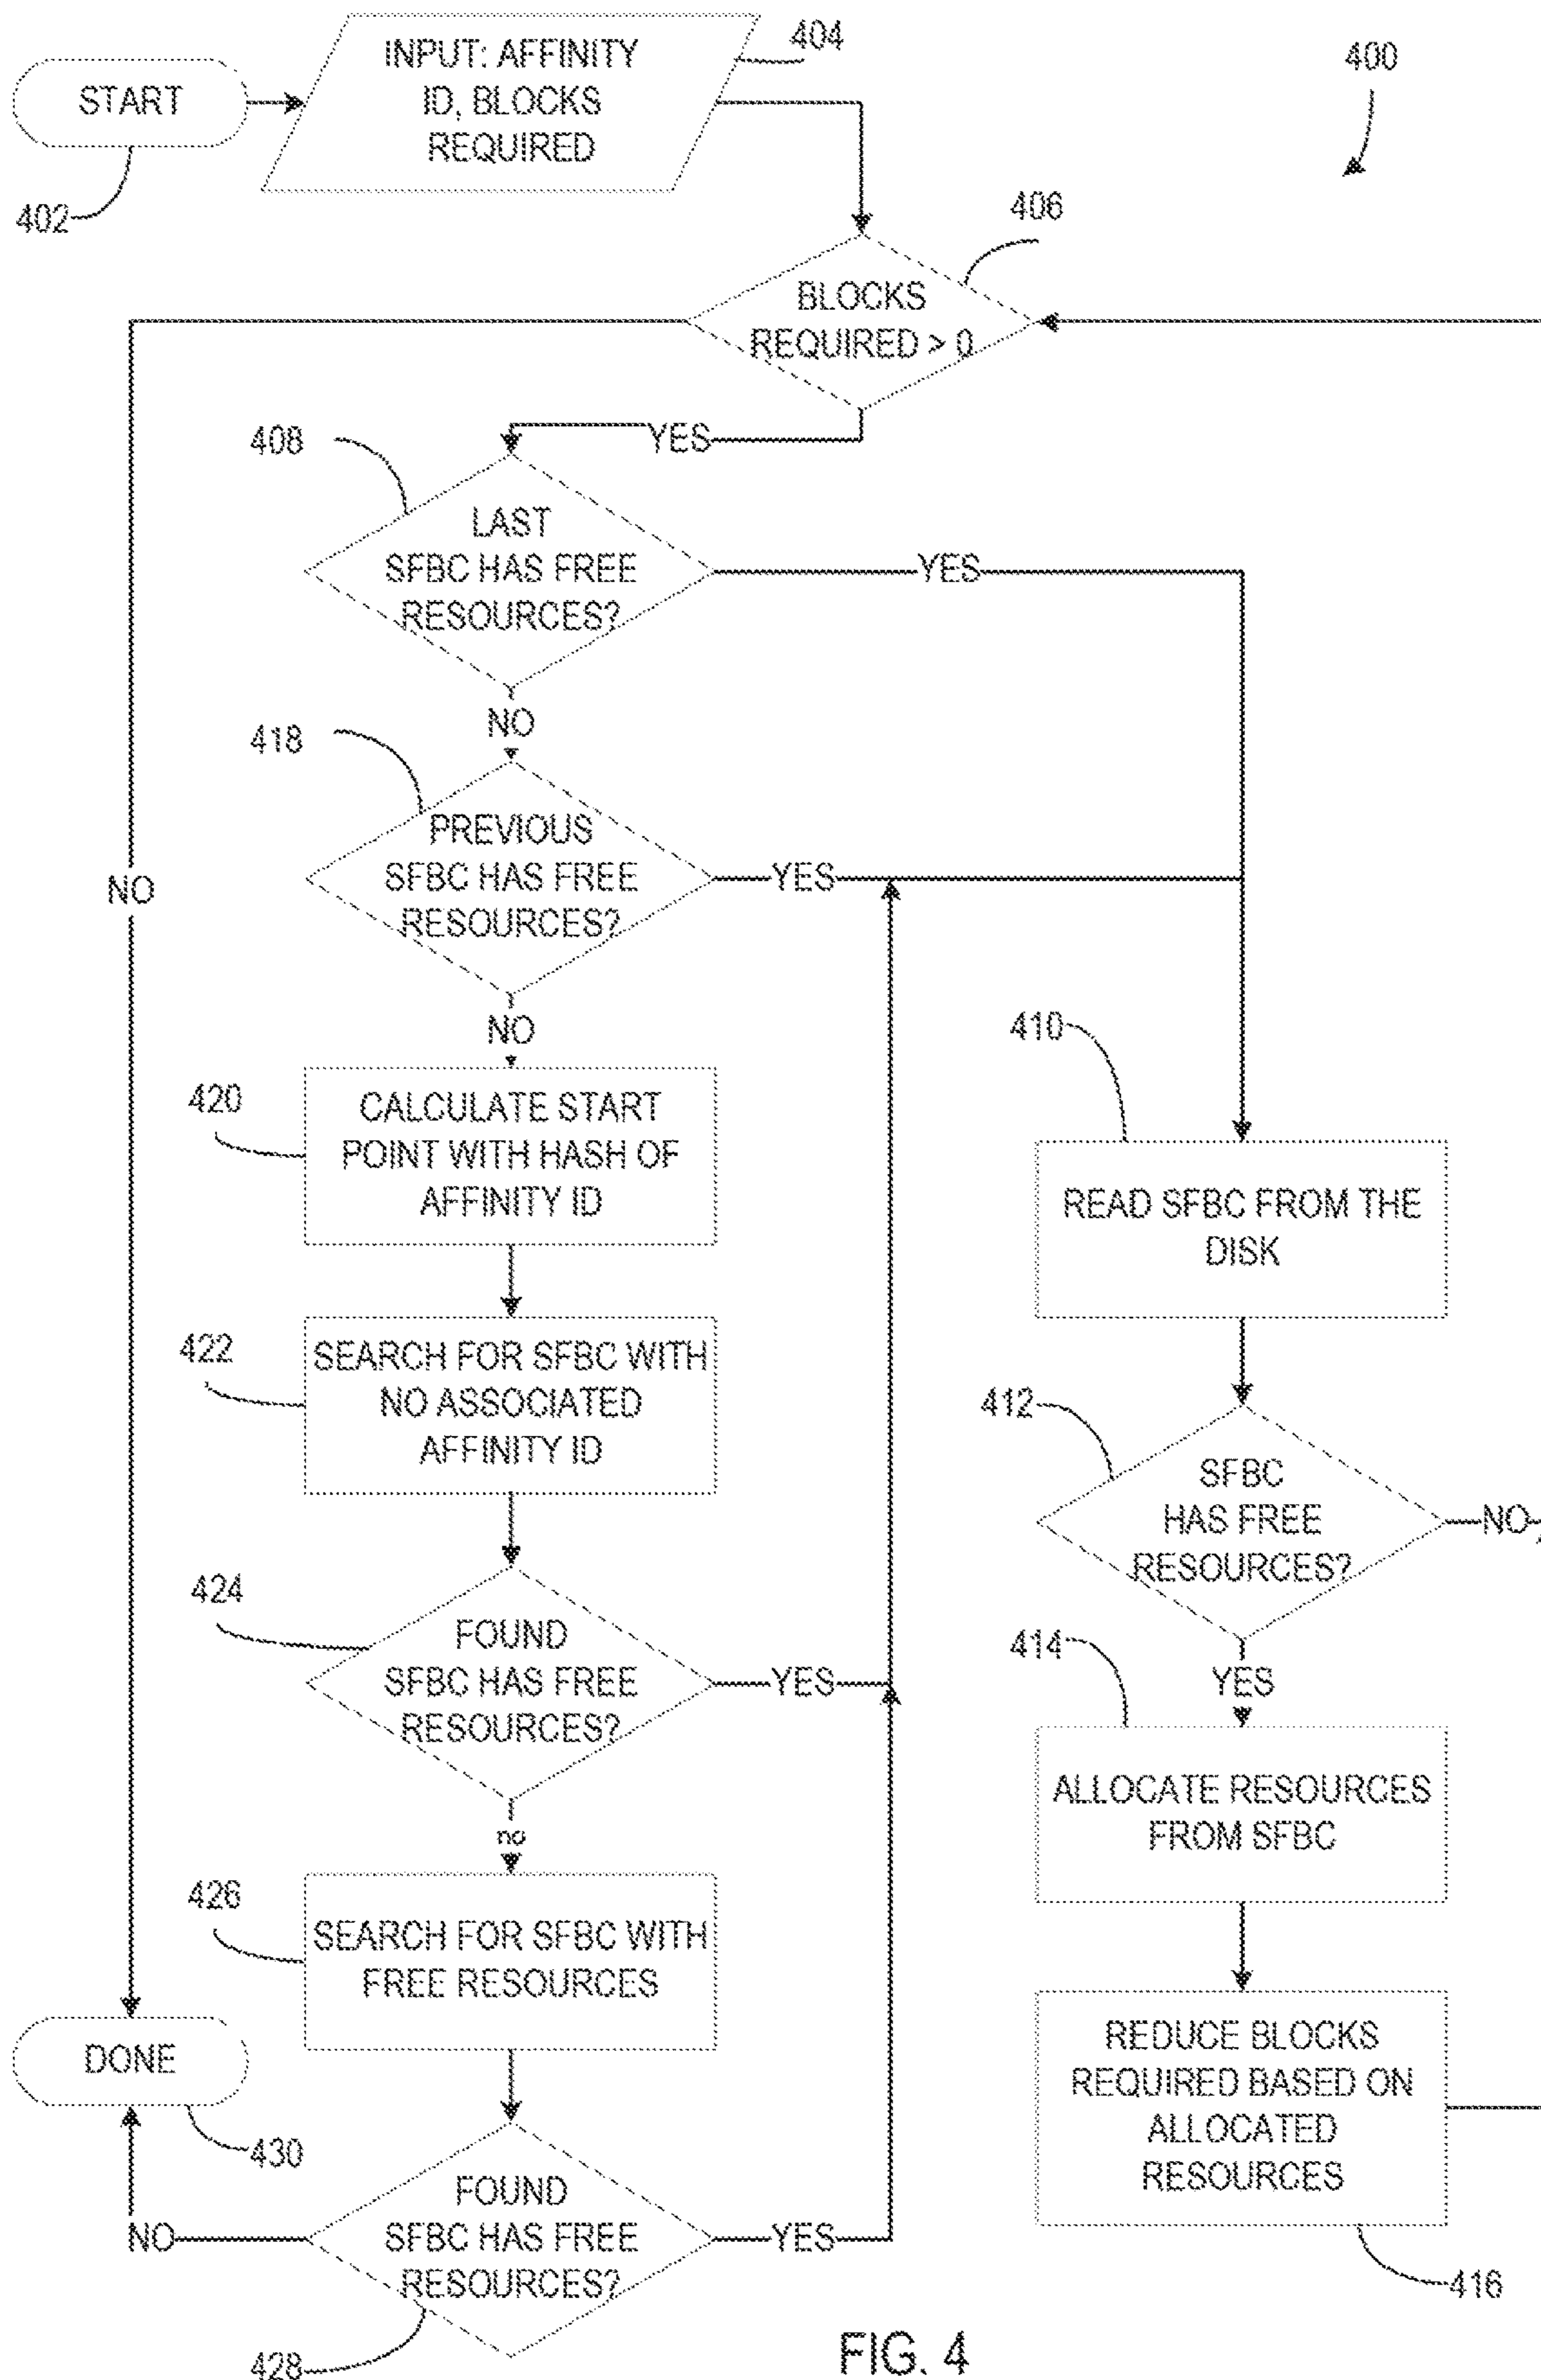 START
402
INPUT: AFFINITY
ID, BLOCKS
REQUIRED
404
400
BLOCKS
REQUIRED > 0
406
YES
NO
408
LAST
SFBC HAS FREE
RESOURCES?
YES
NO
418
PREVIOUS
SFBC HAS FREE
RESOURCES?
YES
NO
420
CALCULATE START
POINT WITH HASH OF
AFFINITY ID
422
SEARCH FOR SFBC WITH
NO ASSOCIATED
AFFINITY ID
424
FOUND
SFBC HAS FREE
RESOURCES?
YES
no
426
SEARCH FOR SFBC WITH
FREE RESOURCES
FOUND
SFBC HAS FREE
RESOURCES?
428
YES
NO
DONE
430
410
READ SFBC FROM THE
DISK
412
SFBC
HAS FREE
RESOURCES?
NO
YES
414
ALLOCATE RESOURCES
FROM SFBC
REDUCE BLOCKS
REQUIRED BASED ON
ALLOCATED
RESOURCES
416
FIG. 4